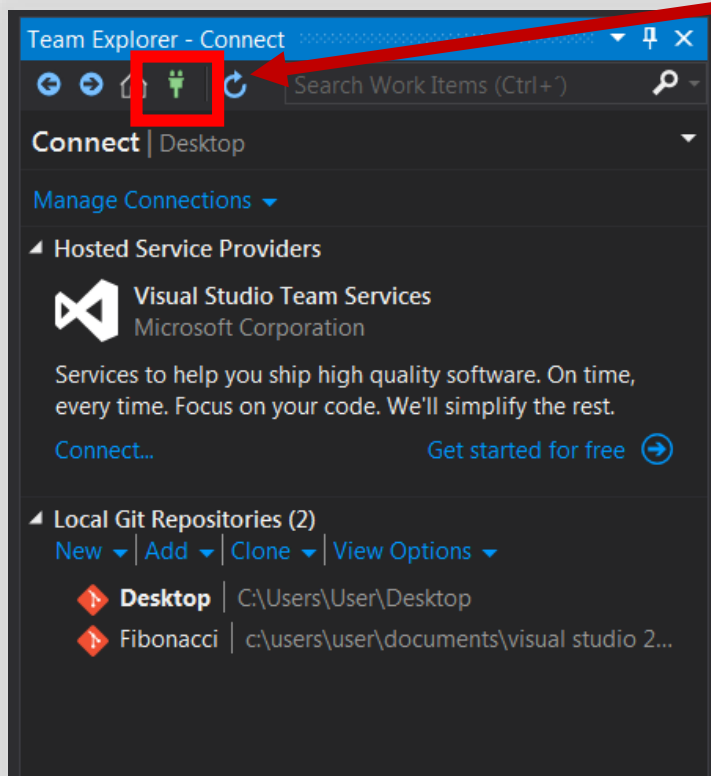 Team Explorer - Connect
Search Work Items (Ctrl+´)
Connect | Desktop
Manage Connections
Hosted Service Providers
Visual Studio Team Services
Microsoft Corporation
Services to help you ship high quality software. On time,
every time. Focus on your code. We'll simplify the rest.
Connect... Get started for free
Local Git Repositories (2)
New | Add | Clone | View Options
Desktop | C:\Users\User\Desktop
Fibonacci | c:\users\user\documents\visual studio 2...